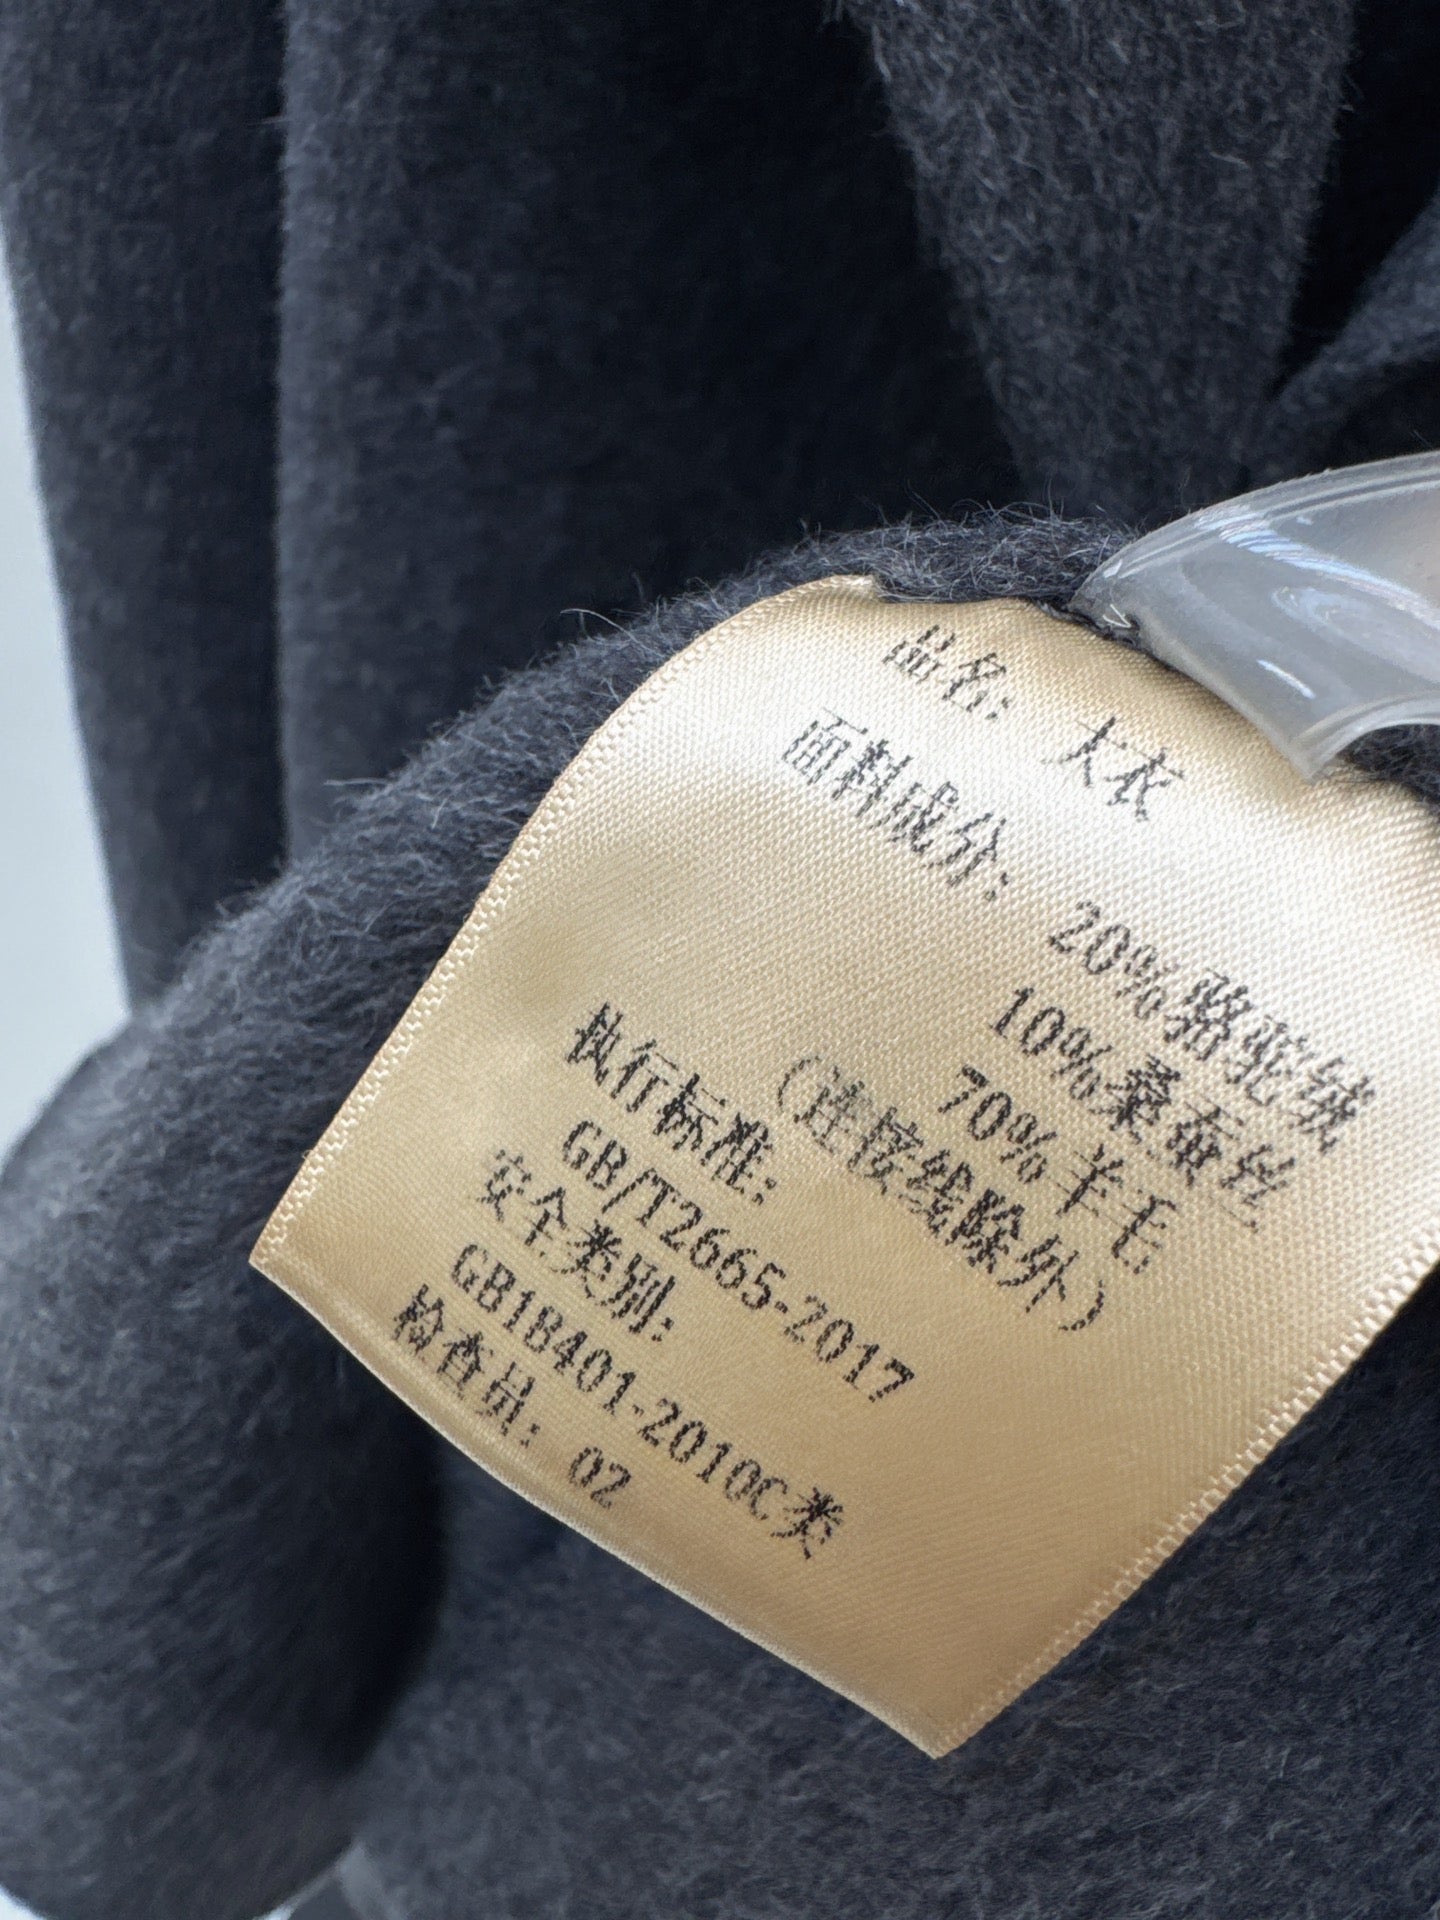 品名：大衣
面料成分：20%骆驼绒
10%桑蚕丝
70%羊毛
（连接线除外）
执行标准：
GB/T2665-2017
安全类别：
GB18401-2010C类
检查员：02